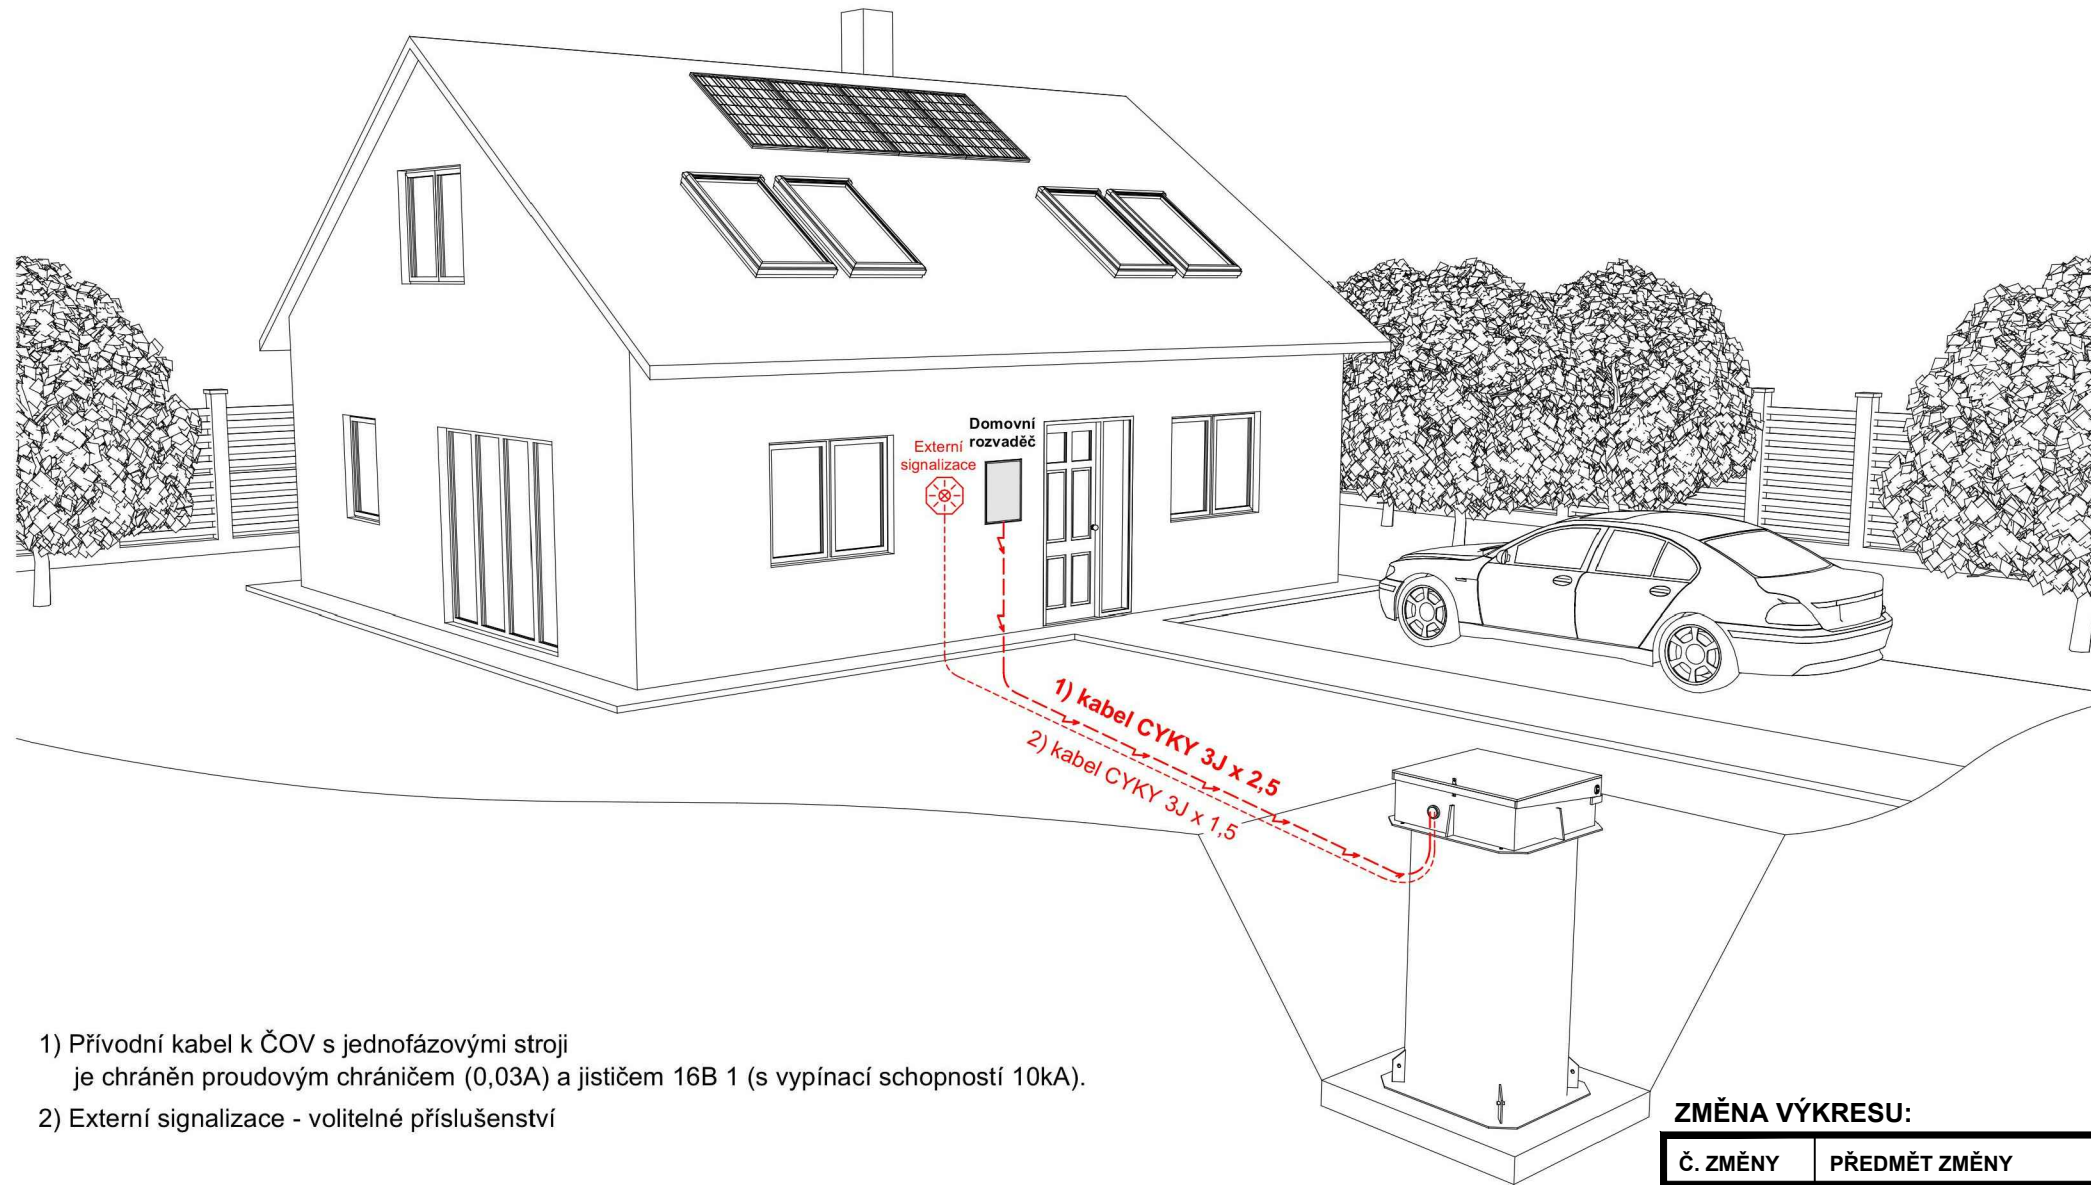 Domovní
rozvaděč
Externí
signalizace
1) kabel CYKY 3J x 2,5
2) kabel CYKY 3J x 1,5
1) Přívodní kabel k ČOV s jednofázovými stroji
je chráněn proudovým chráničem (0,03A) a jističem 16B 1 (s vypínací schopností 10kA).
2) Externí signalizace - volitelné příslušenství
ZMĚNA VÝKRESU:
Č. ZMĚNY PŘEDMĚT ZMĚNY